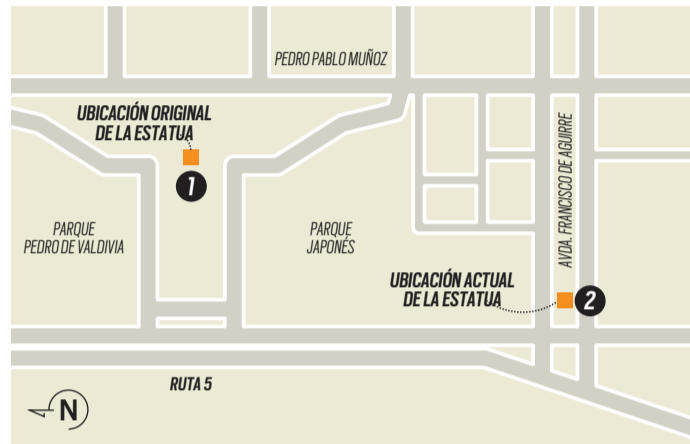 PEDRO PABLO MUÑOZ
UBICACIÓN ORIGINAL
DE LA ESTATUA
1
PARQUE
PEDRO DE VALDIVIA
PARQUE
JAPONÉS
AVDA. FRANCISCO DE AGUIRRE
UBICACIÓN ACTUAL
DE LA ESTATUA
2
RUTA 5
N